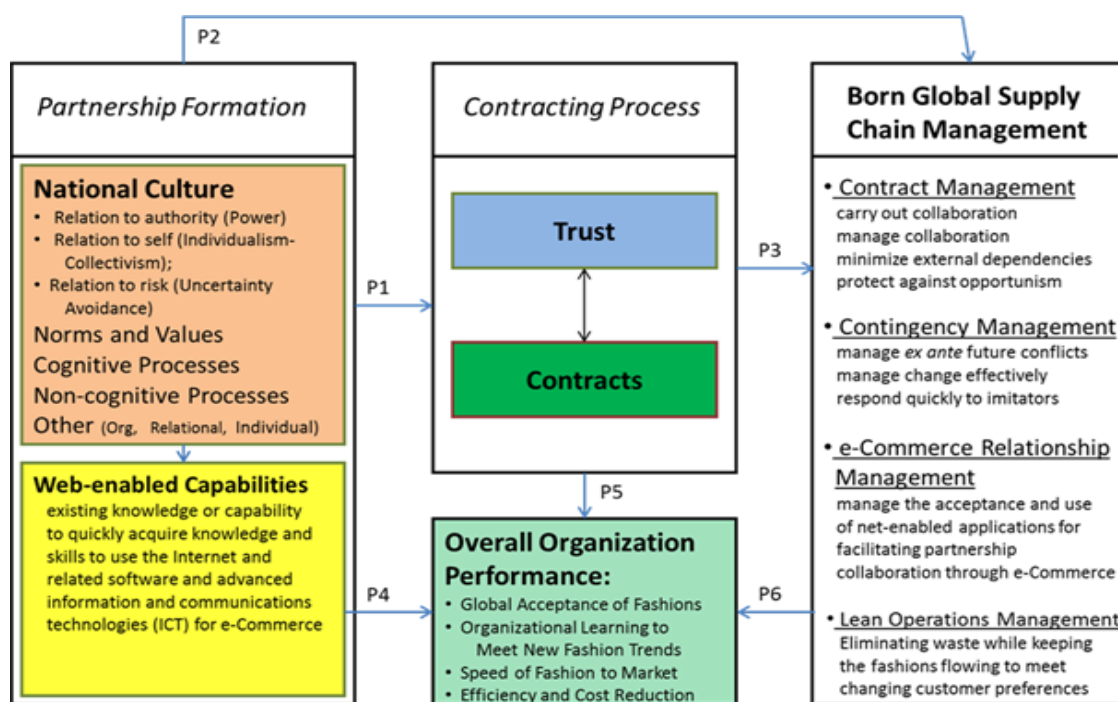 P2
Partnership Formation
National Culture
• Relation to authority (Power)
• Relation to self (Individualism-
Collectivism);
• Relation to risk (Uncertainty
Avoidance)
Norms and Values
Cognitive Processes
Non-cognitive Processes
Other (Org, Relational, Individual)
Web-enabled Capabilities
existing knowledge or capability
to quickly acquire knowledge and
skills to use the Internet and
related software and advanced
information and communications
technologies (ICT) for e-Commerce
P1
P4
Contracting Process
Trust
Contracts
P5
Overall Organization
Performance:
• Global Acceptance of Fashions
• Organizational Learning to
Meet New Fashion Trends
• Speed of Fashion to Market
• Efficiency and Cost Reduction
P3
P6
Born Global Supply
Chain Management
• Contract Management
carry out collaboration
manage collaboration
minimize external dependencies
protect against opportunism
• Contingency Management
manage ex ante future conflicts
manage change effectively
respond quickly to imitators
• e-Commerce Relationship
Management
manage the acceptance and use
of net-enabled applications for
facilitating partnership
collaboration through e-Commerce
• Lean Operations Management
Eliminating waste while keeping
the fashions flowing to meet
changing customer preferences